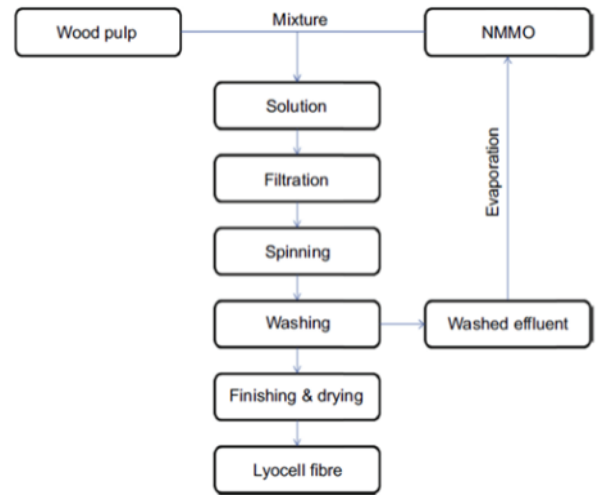 Wood pulp
Mixture
NMMO
Solution
Filtration
Evaporation
Spinning
Washing
Washed effluent
Finishing & drying
Lyocell fibre